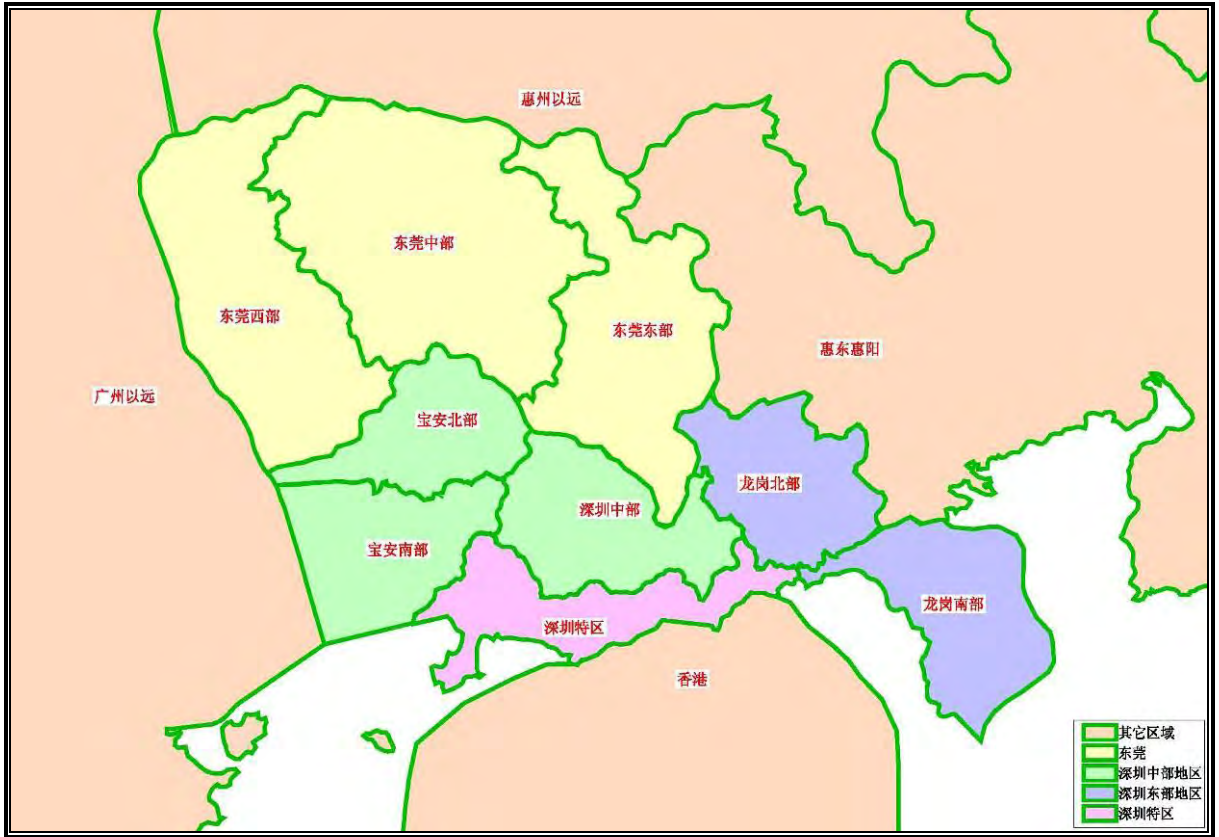 惠州以远
东莞中部
东莞西部
东莞东部
惠东惠阳
广州以远
宝安北部
龙岗北部
深圳中部
宝安南部
龙岗南部
深圳特区
香港
其它区域
东莞
深圳中部地区
深圳东部地区
深圳特区